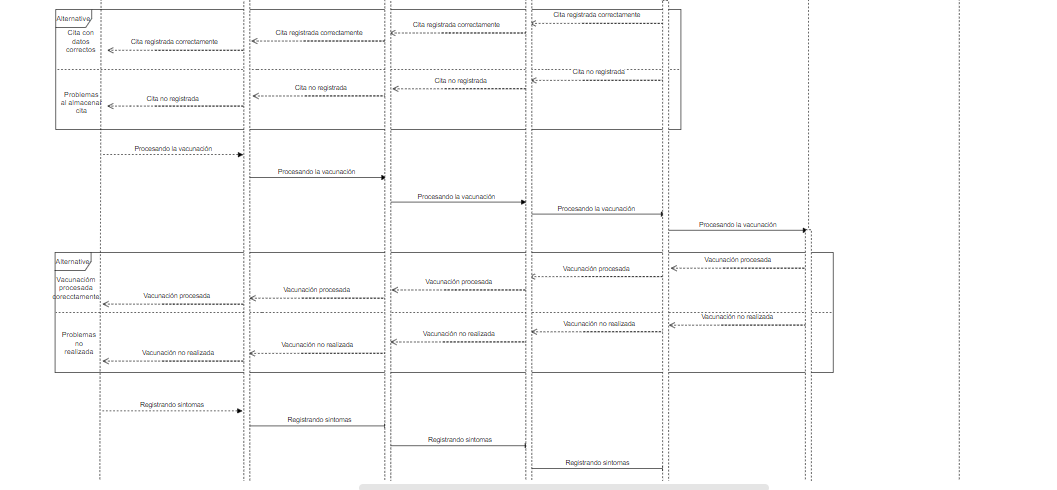 Cita registrada correctamente
Alternative
Cita registrada correctamente
Cita con
datos
correctos
Cita registrada correctamente
Cita registrada correctamente
Cita no registrada
Cita no registrada
Cita no registrada
Problemas
al almacenar
cita
Cita no registrada
Procesando la vacunación
Procesando la vacunación
Procesando la vacunación
Procesando la vacunación
Procesando la vacunación
Alternative
Vacunación procesada
Vacunación procesada
Vacunación procesada
Vacunación procesada
Vacunación procesada
Vacunacióm
procesada
corecctamente
Vacunación no realizada
Vacunación no realizada
Vacunación no realizada
Problemas
no
realizada
Vacunación no realizada
Vacunación no realizada
Registrando sintomas
Registrando sintomas
Registrando sintomas
Registrando sintomas